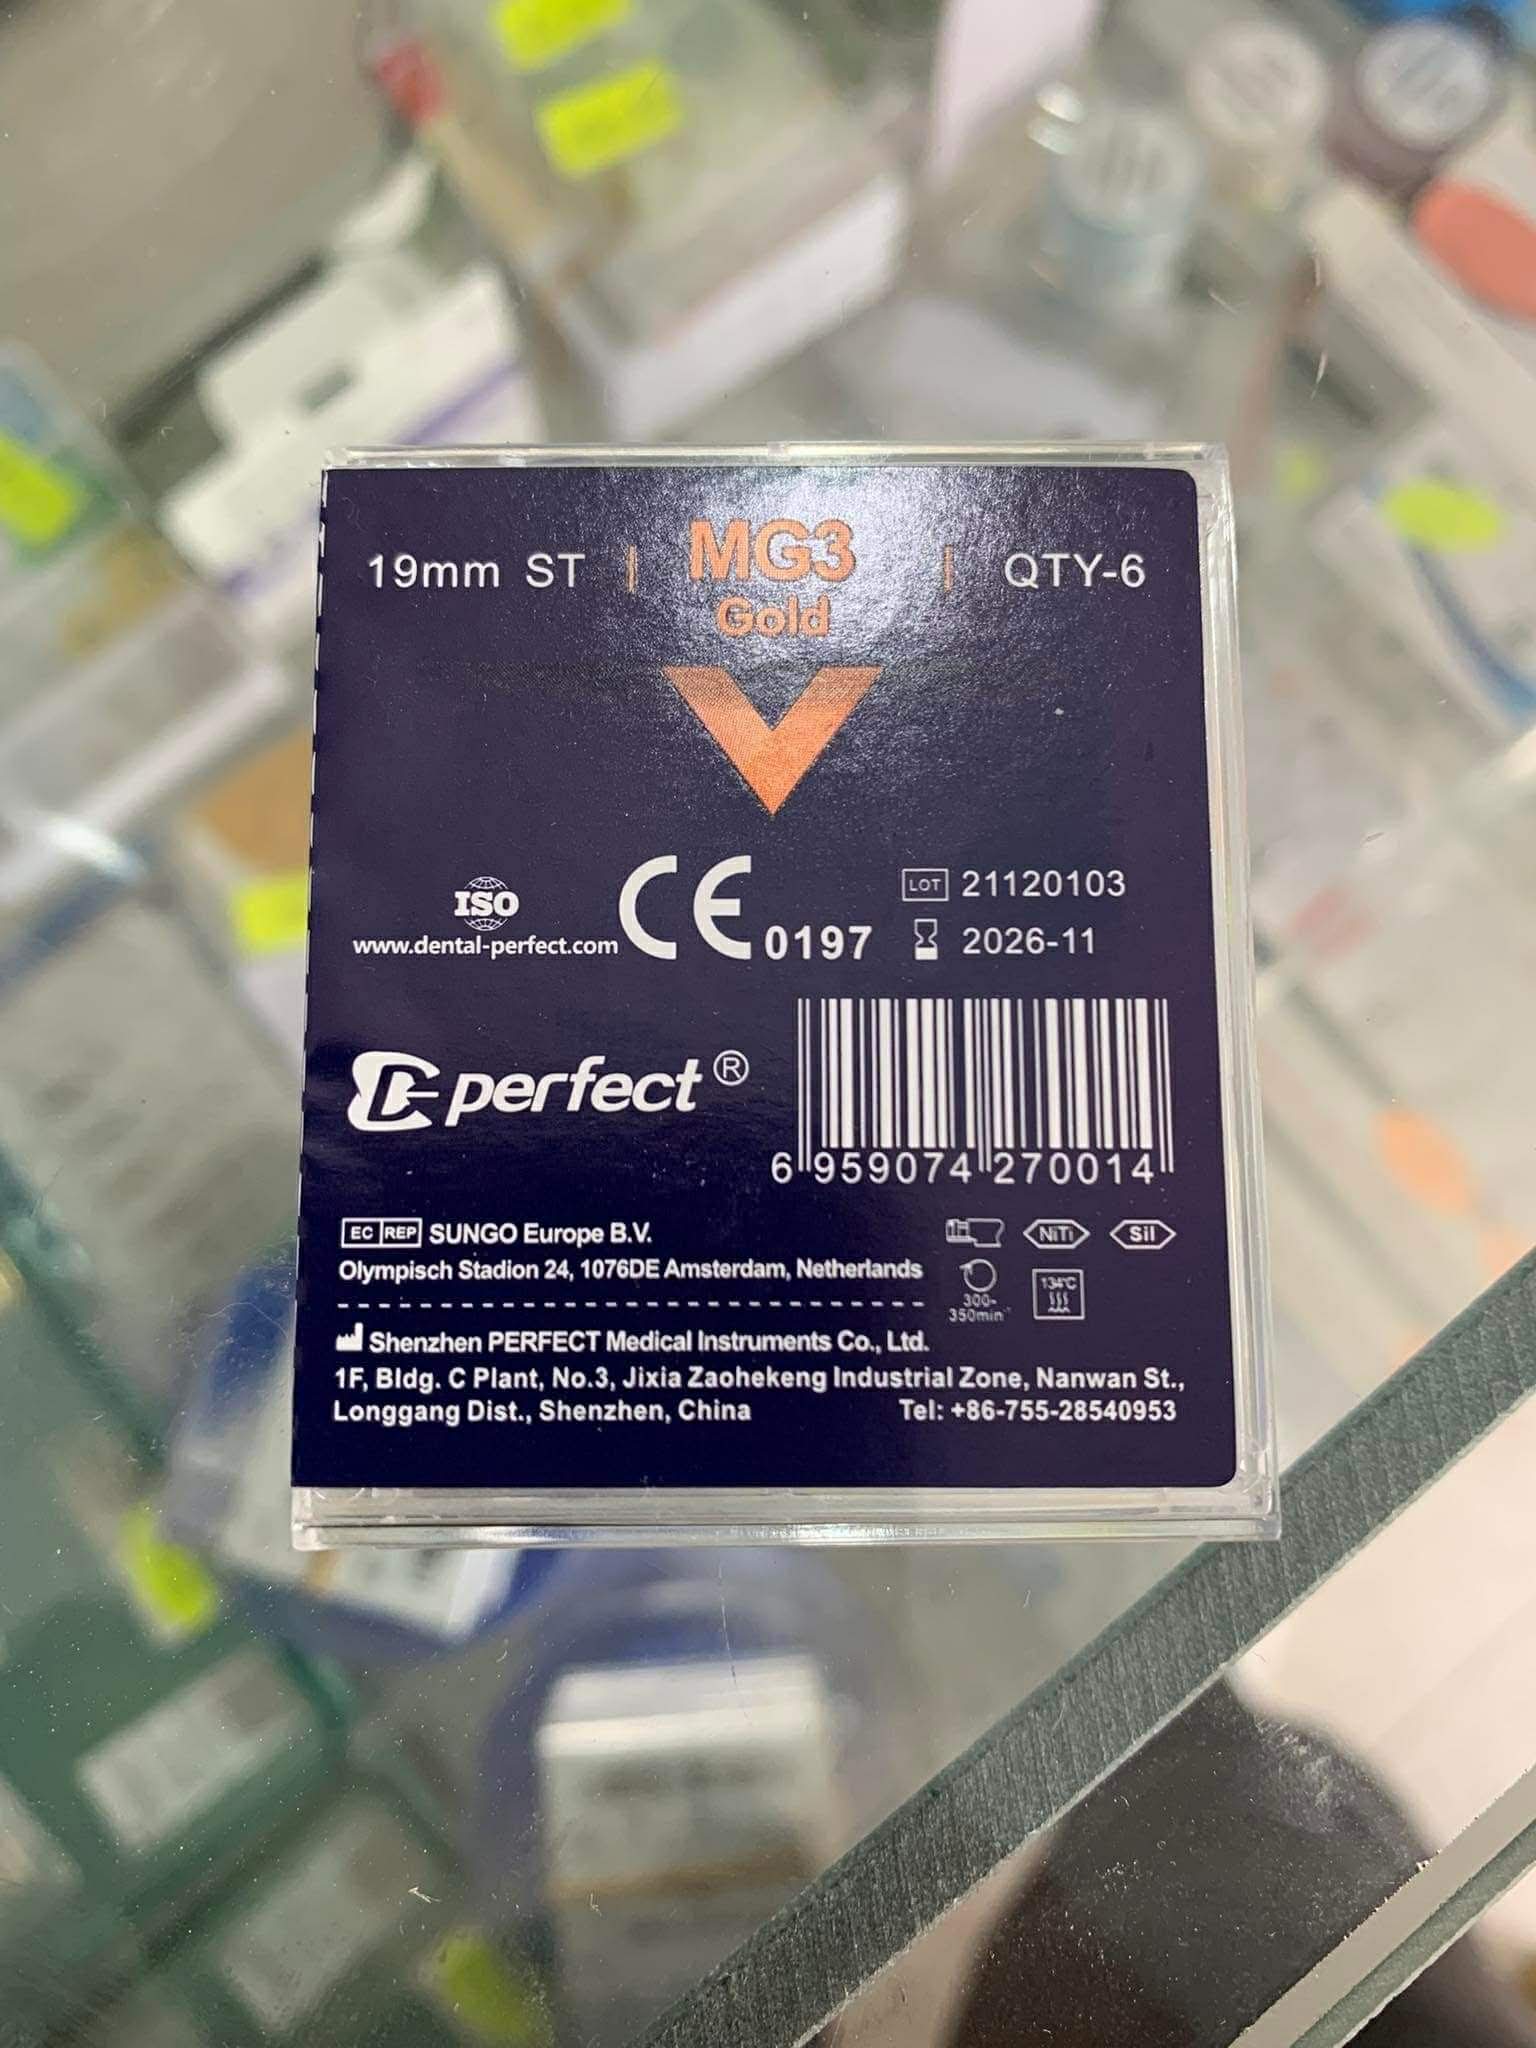 19mm ST | MG3 | QTY-6
Gold
ISO
www.dental-perfect.com
CE 0197
LOT 21120103
2026-11
perfect®
6 959074 270014
EC REP SUNGO Europe B.V.
Olympisch Stadion 24, 1076DE Amsterdam, Netherlands
NiTi
Sil
300-
350min⁻¹
134°C
Shenzhen PERFECT Medical Instruments Co., Ltd.
1F, Bldg. C Plant, No.3, Jixia Zaohekeng Industrial Zone, Nanwan St.,
Longgang Dist., Shenzhen, China Tel: +86-755-28540953